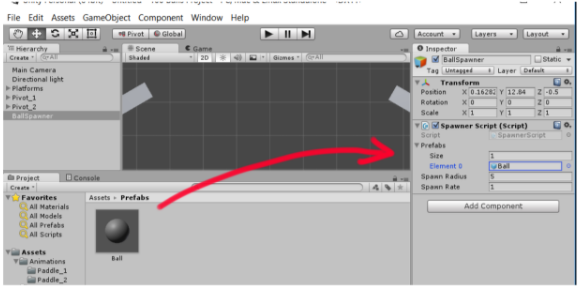 File Edit Assets GameObject Component Window Help
Pivot Global
Account Layers Layout
Hierarchy
Create All
Main Camera
Directional light
Platforms
Pivot_1
Pivot_2
BallSpawner
Scene Game
Shaded 2D Gizmos All
Inspector
BallSpawner Static
Tag Untagged Layer Default
Transform
Position X 0.16282 Y 12.84 Z -0.5
Rotation X 0 Y 0 Z 0
Scale X 1 Y 1 Z 1
Spawner Script (Script)
Script SpawnerScript
Prefabs
Size 1
Element 0 Ball
Spawn Radius 5
Spawn Rate 1
Add Component
Project Console
Create
Favorites
All Materials
All Models
All Prefabs
All Scripts
Assets
Animations
Paddle_1
Paddle_2
Assets Prefabs
Ball